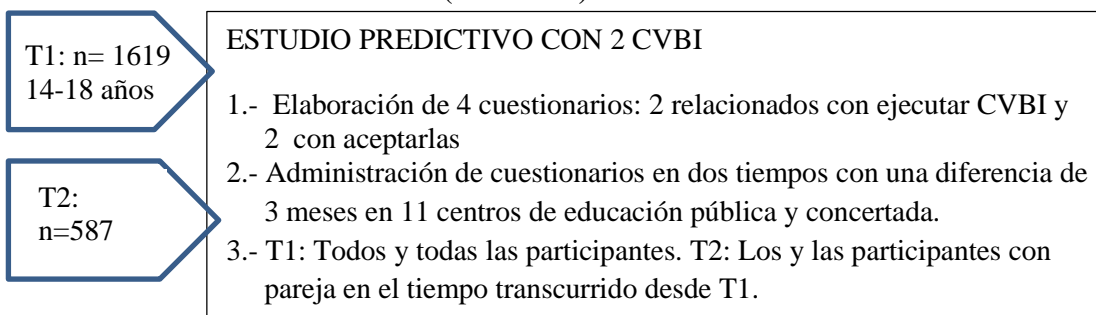 T1: n= 1619
14-18 años
T2:
n=587
ESTUDIO PREDICTIVO CON 2 CVBI
1.- Elaboración de 4 cuestionarios: 2 relacionados con ejecutar CVBI y
2 con aceptarlas
2.- Administración de cuestionarios en dos tiempos con una diferencia de
3 meses en 11 centros de educación pública y concertada.
3.- T1: Todos y todas las participantes. T2: Los y las participantes con
pareja en el tiempo transcurrido desde T1.